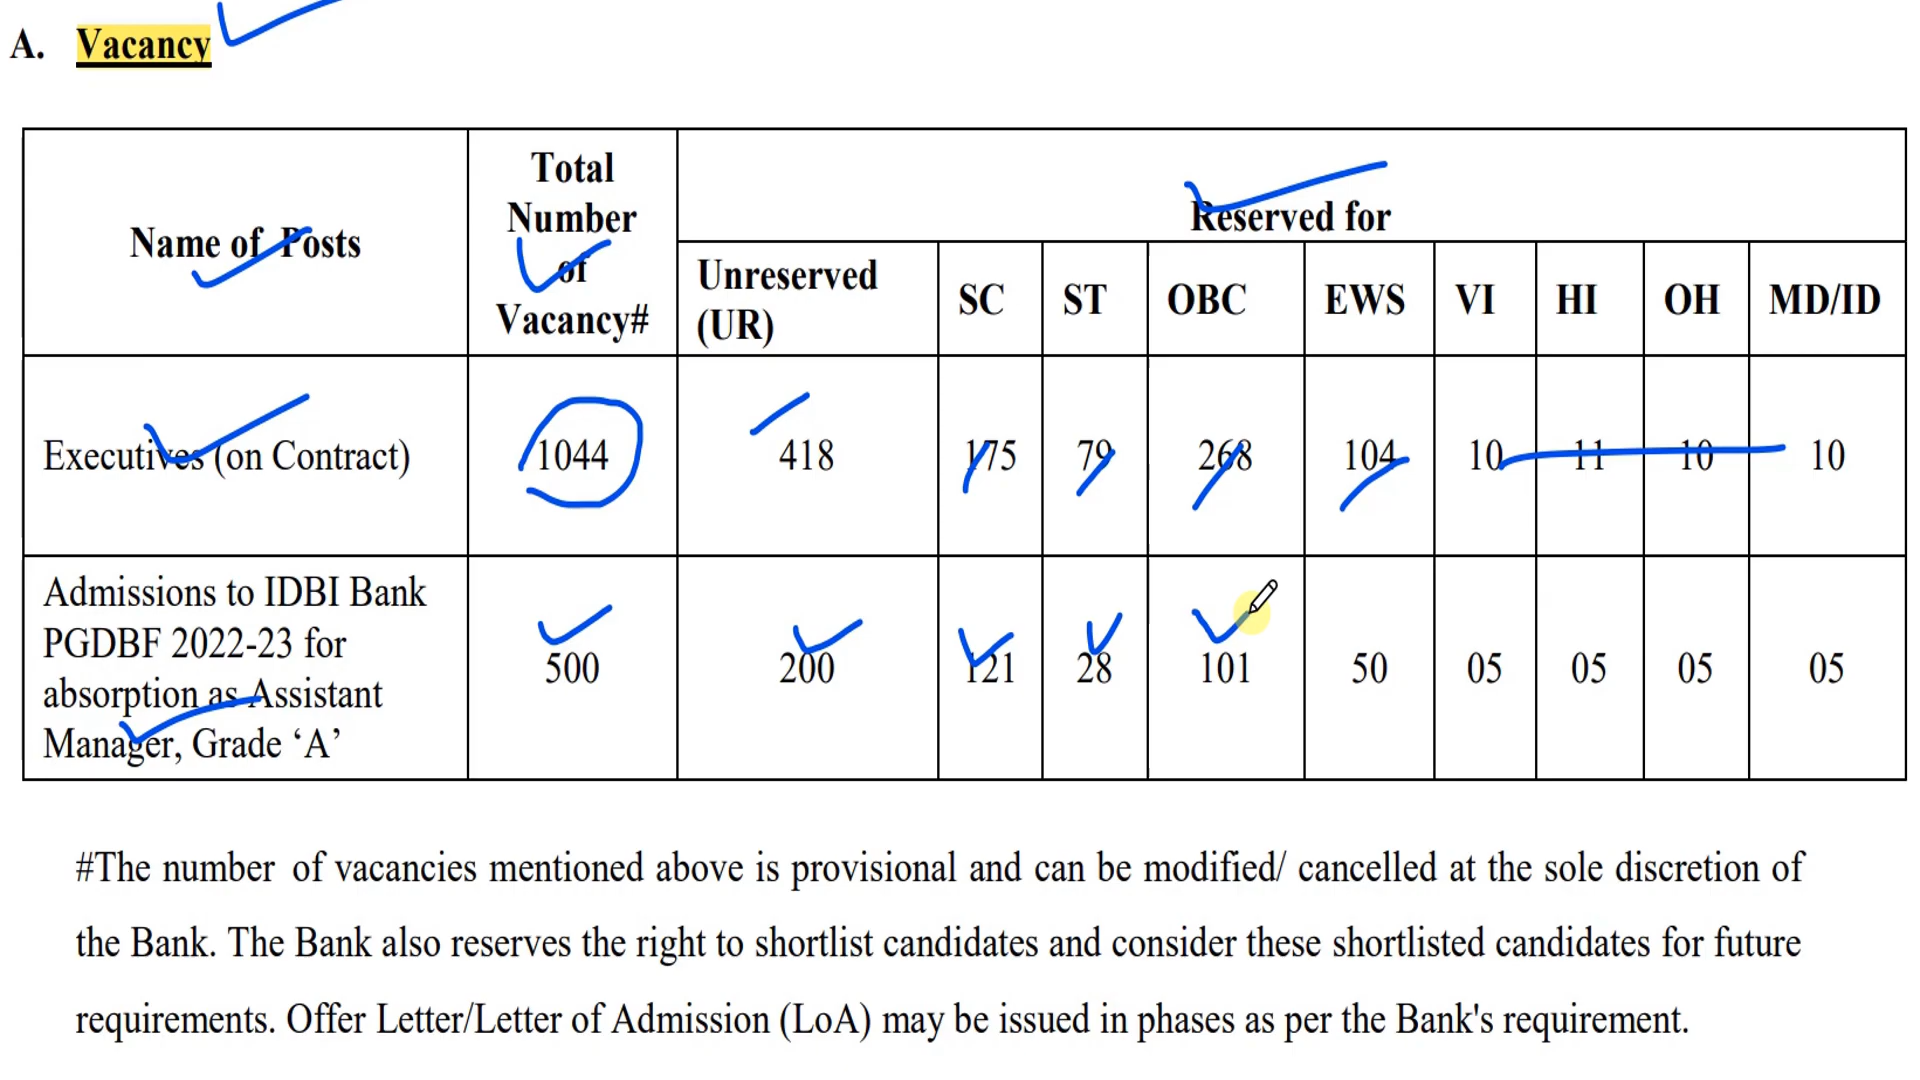 A. Vacancy
Name of Posts
Total
Number
of
Vacancy#
Reserved for
Unreserved
(UR)
SC
ST
OBC
EWS
VI
HI
OH
MD/ID
Executives (on Contract)
1044
418
175
79
268
104
10
11
10
10
Admissions to IDBI Bank
PGDBF 2022-23 for
absorption as Assistant
Manager, Grade ‘A’
500
200
121
28
101
50
05
05
05
05
#The number of vacancies mentioned above is provisional and can be modified/ cancelled at the sole discretion of
the Bank. The Bank also reserves the right to shortlist candidates and consider these shortlisted candidates for future
requirements. Offer Letter/Letter of Admission (LoA) may be issued in phases as per the Bank's requirement.